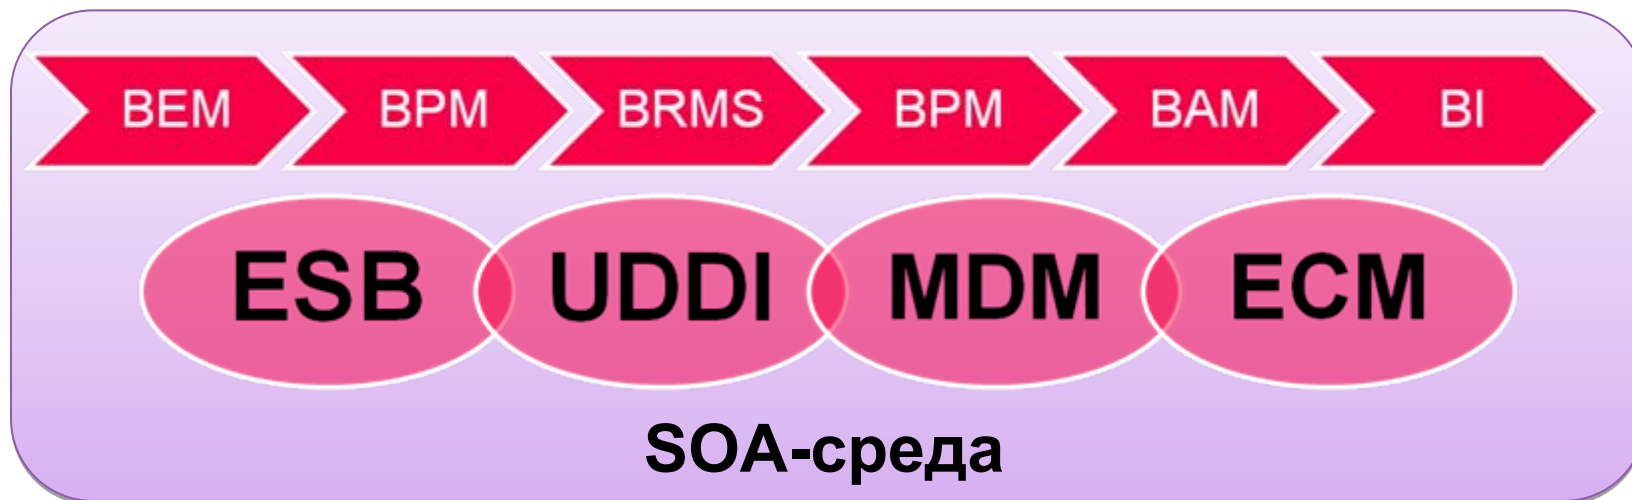 BEM BPM BRMS BPM BAM BI
ESB UDDI MDM ECM
SOA-среда